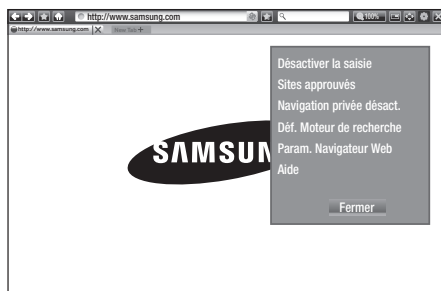 http://www.samsung.com
100%
http://www.samsung.com
New Tab
Désactiver la saisie
Sites approuvés
Navigation privée désact.
Déf. Moteur de recherche
Param. Navigateur Web
Aide
Fermer
SAMSUN